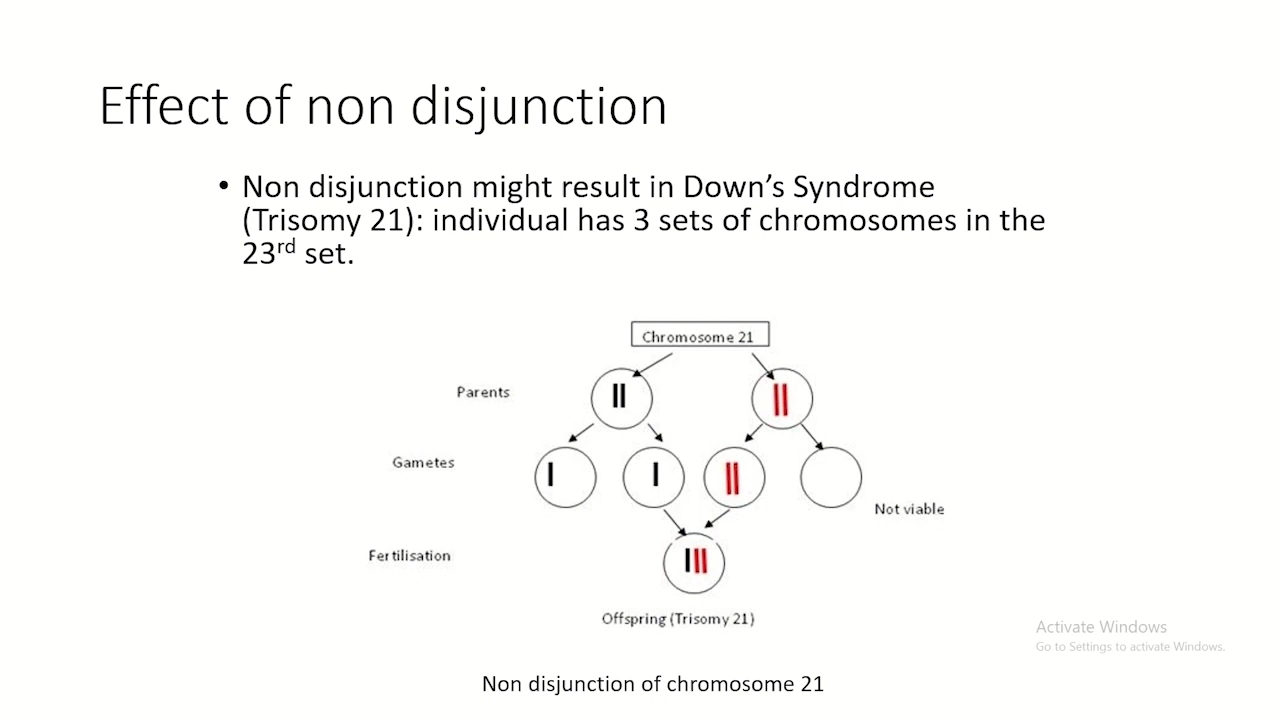 Effect of non disjunction
• Non disjunction might result in Down’s Syndrome
(Trisomy 21): individual has 3 sets of chromosomes in the
23rd set.
Chromosome 21
Parents
Gametes
Not viable
Fertilisation
Offspring (Trisomy 21)
Activate Windows
Go to Settings to activate Windows.
Non disjunction of chromosome 21